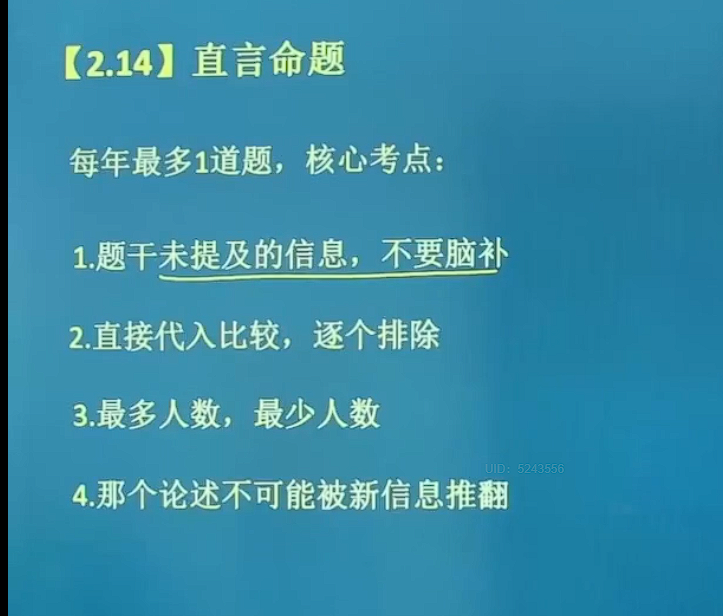 【2.14】直言命题
每年最多1道题，核心考点：
1.题干未提及的信息，不要脑补
2.直接代入比较，逐个排除
3.最多人数，最少人数
UID: 5243556
4.那个论述不可能被新信息推翻